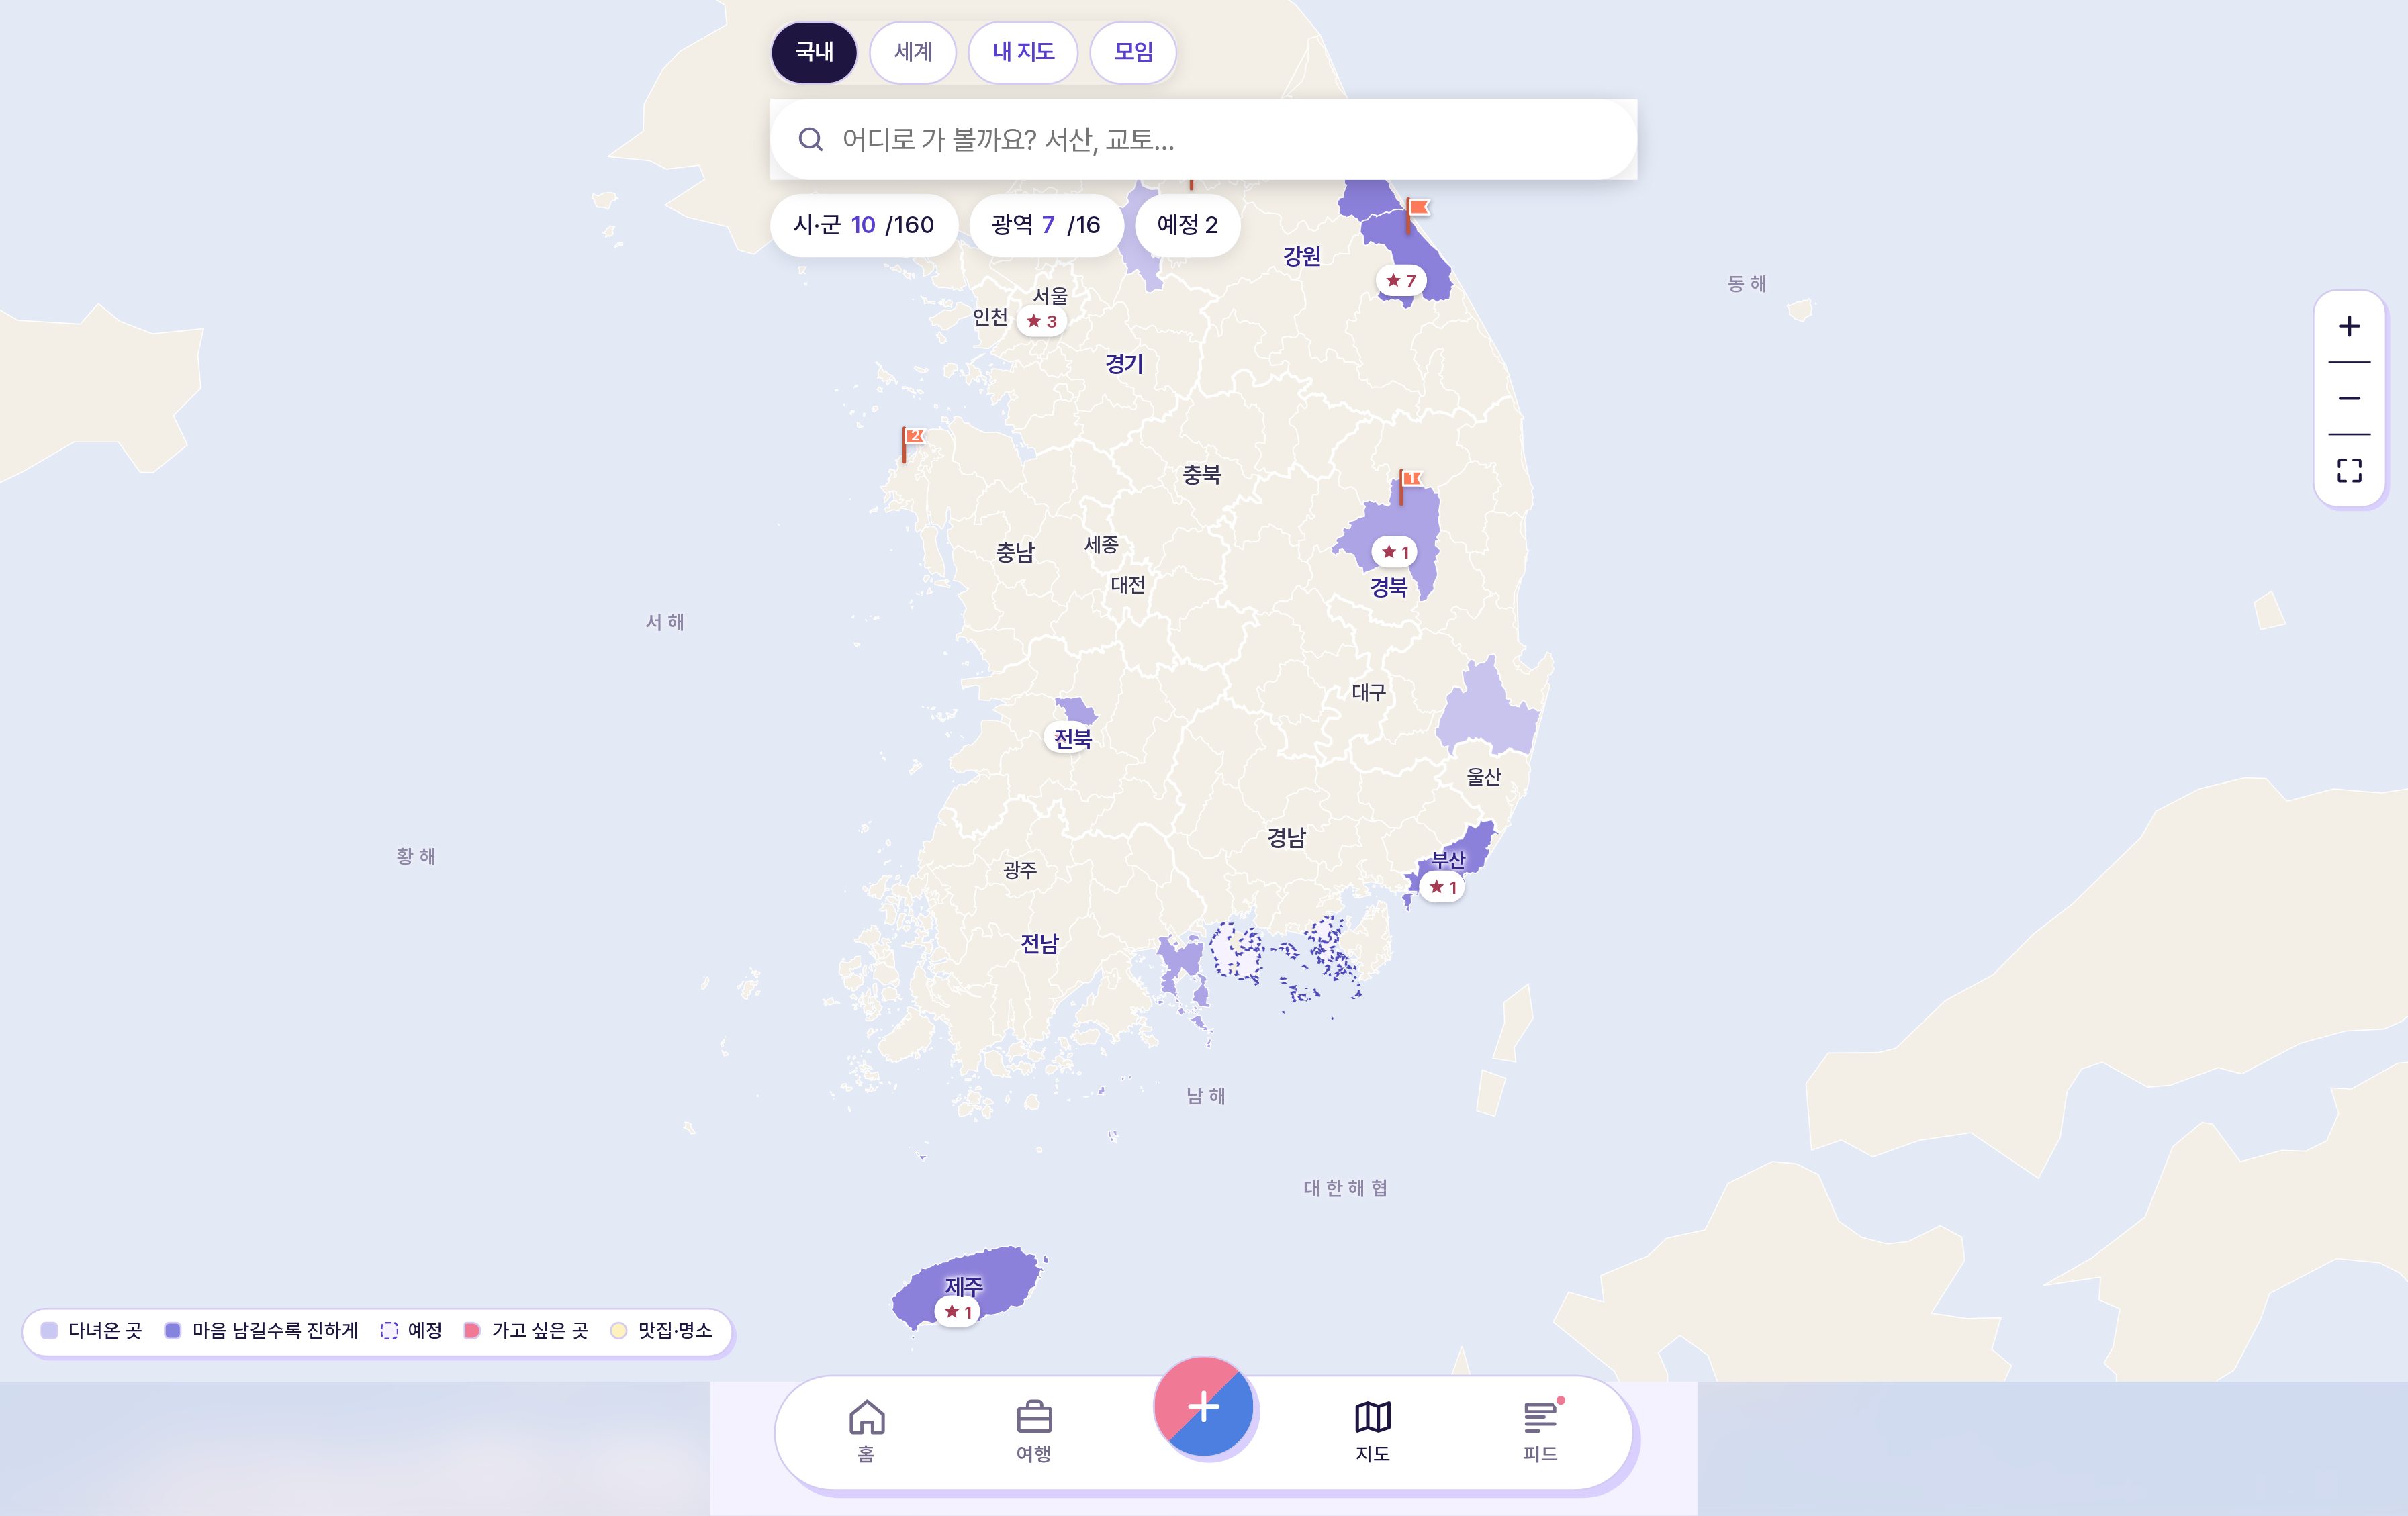 국내 세계 내 지도 모임
어디로 가 볼까요? 서산, 교토...
시·군 10 /160 광역 7 /16 예정 2
강원
동해
7
서울
인천
3
경기
2
충북
1
충남
세종
1
대전
경북
서해
대구
전북
울산
경남
황해
광주
부산
1
전남
남해
대한해협
제주
1
다녀온 곳 마음 남길수록 진하게 예정 가고 싶은 곳 맛집·명소
홈 여행 지도 피드